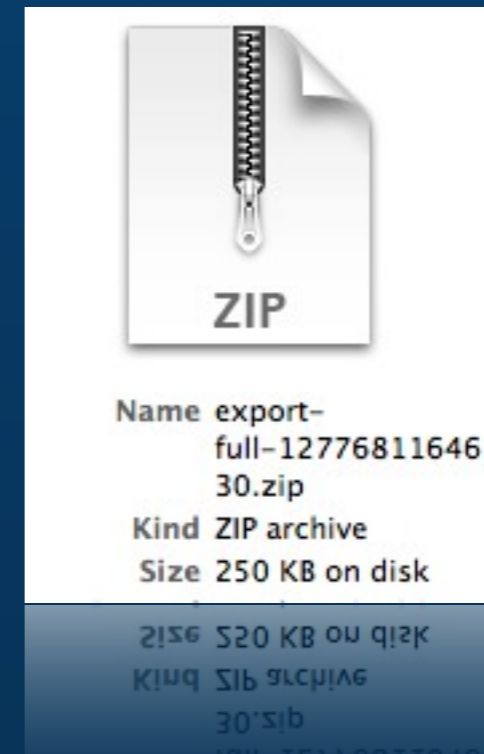 ZIP
Name export-
full-12776811646
30.zip
Kind ZIP archive
Size 250 KB on disk
Size 250 KB on disk
Kind ZIP archive
30.zip